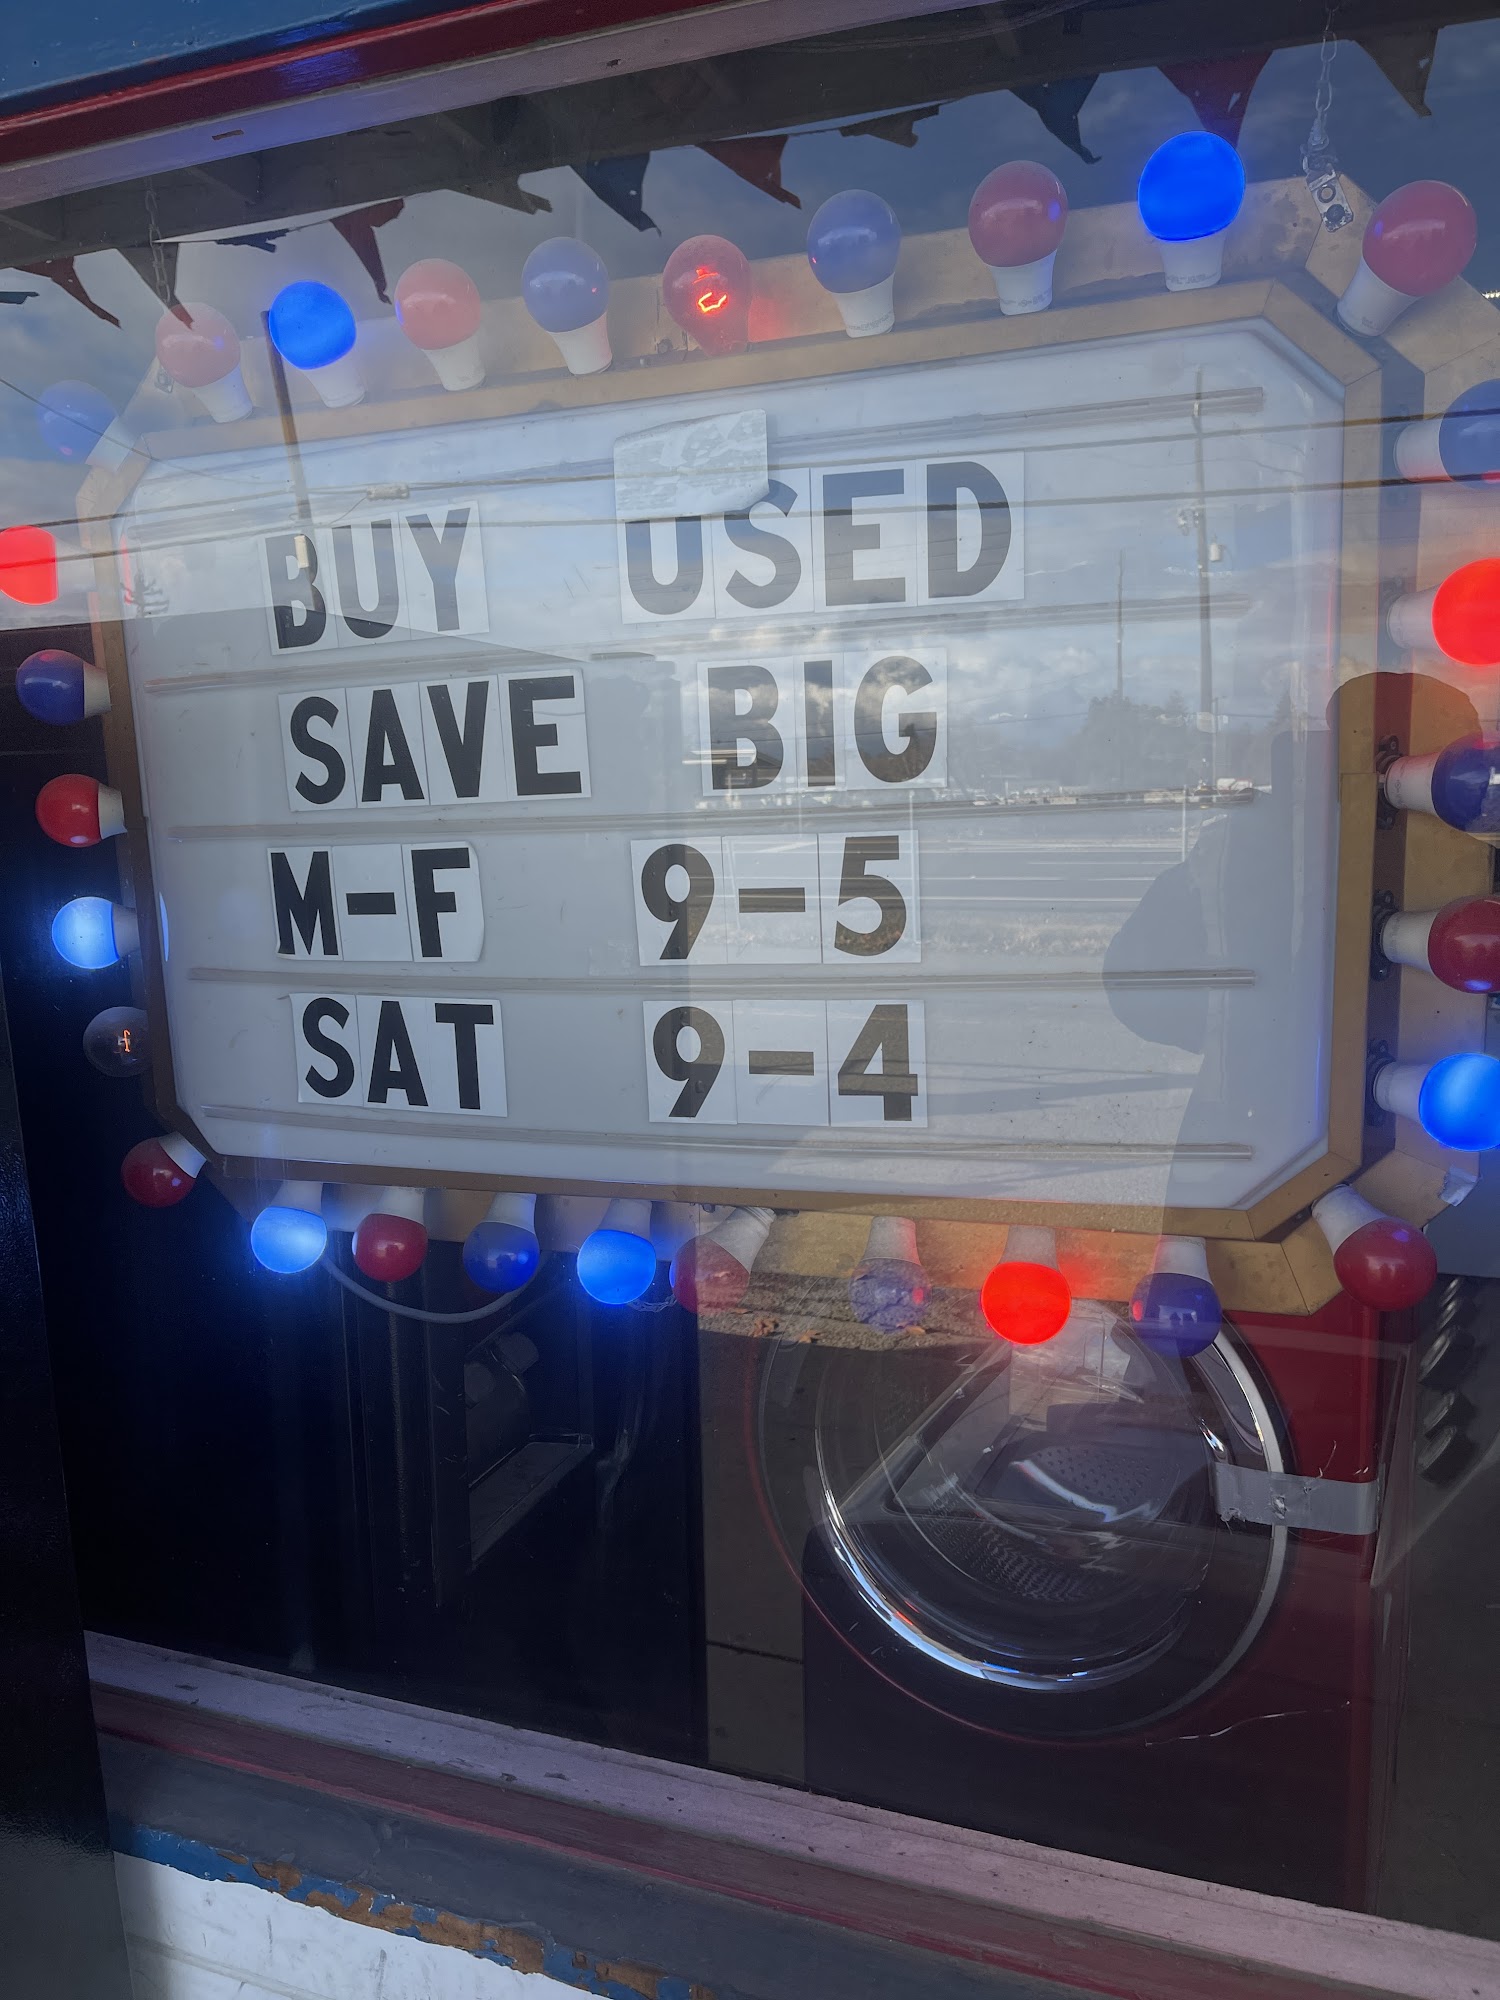 BUY USED
SAVE BIG
M-F 9-5
SAT 9-4